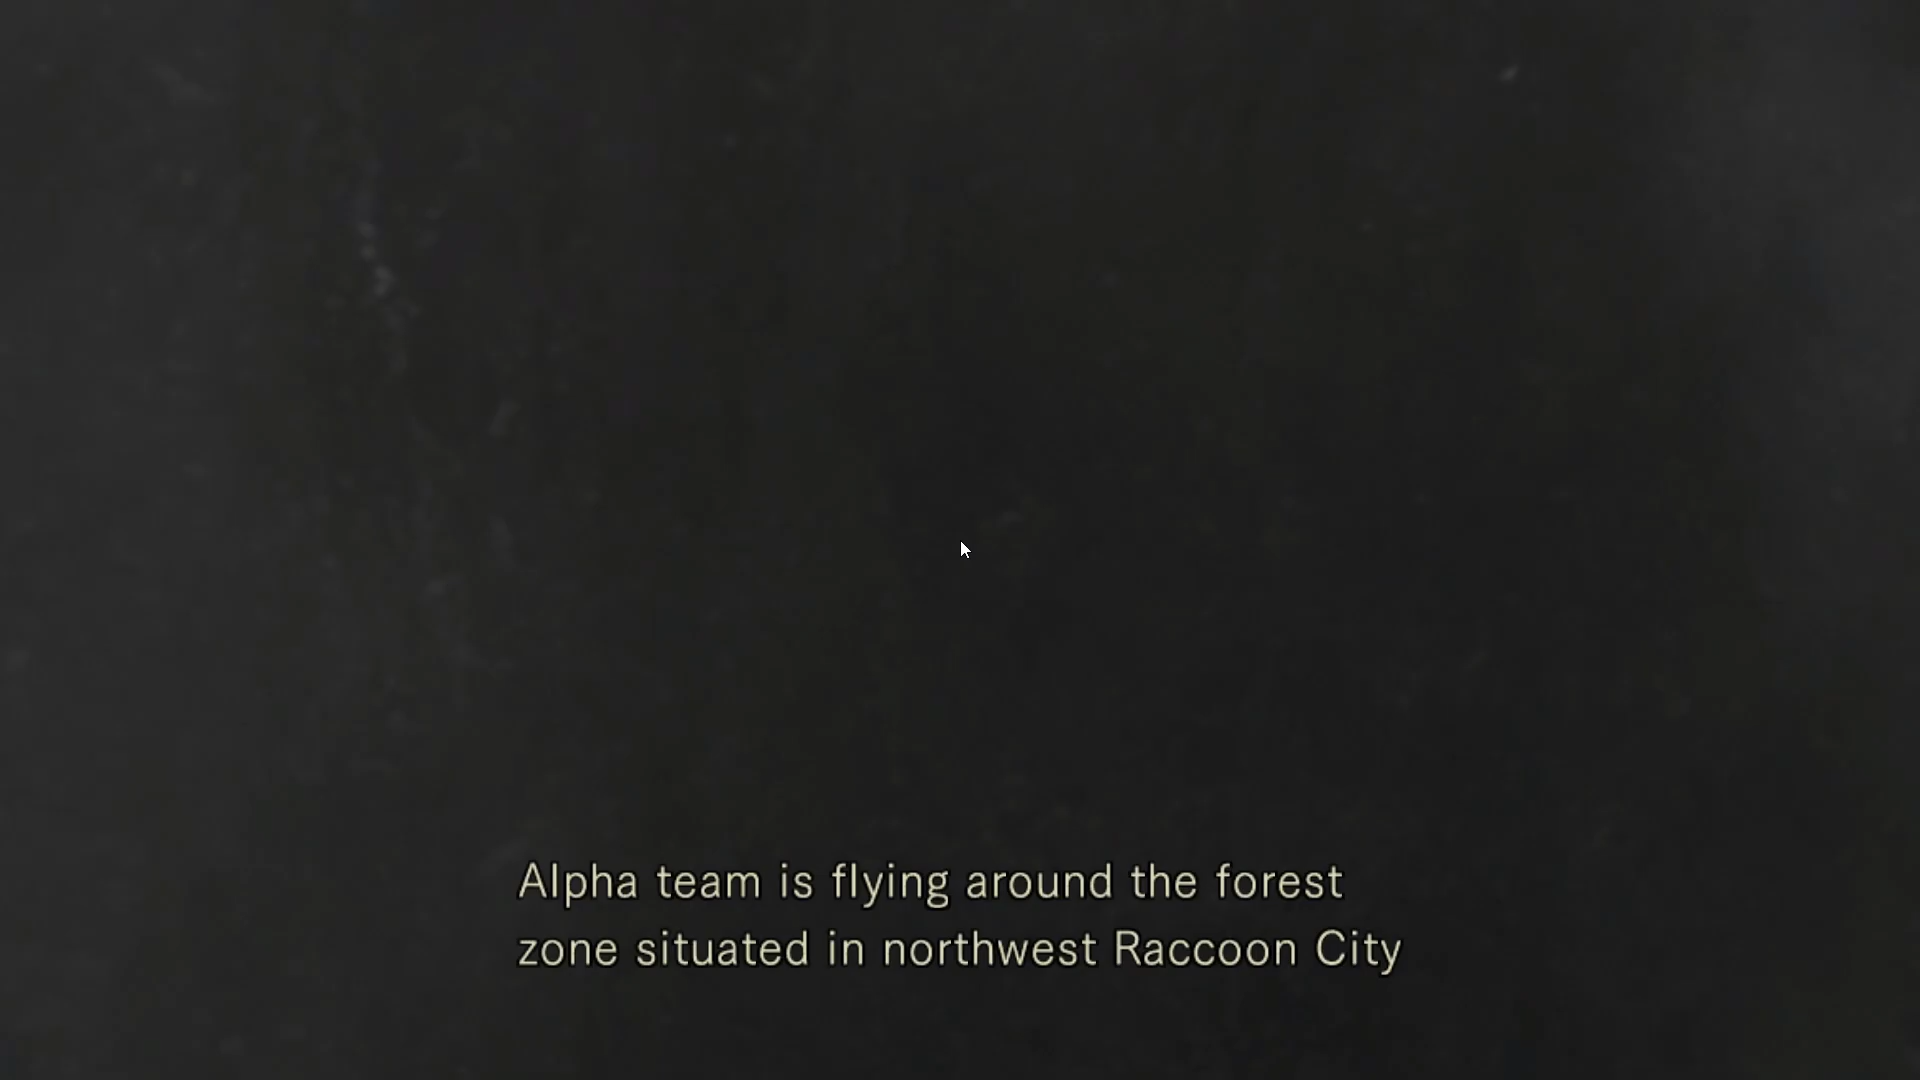 Alpha team is flying around the forest
zone situated in northwest Raccoon City